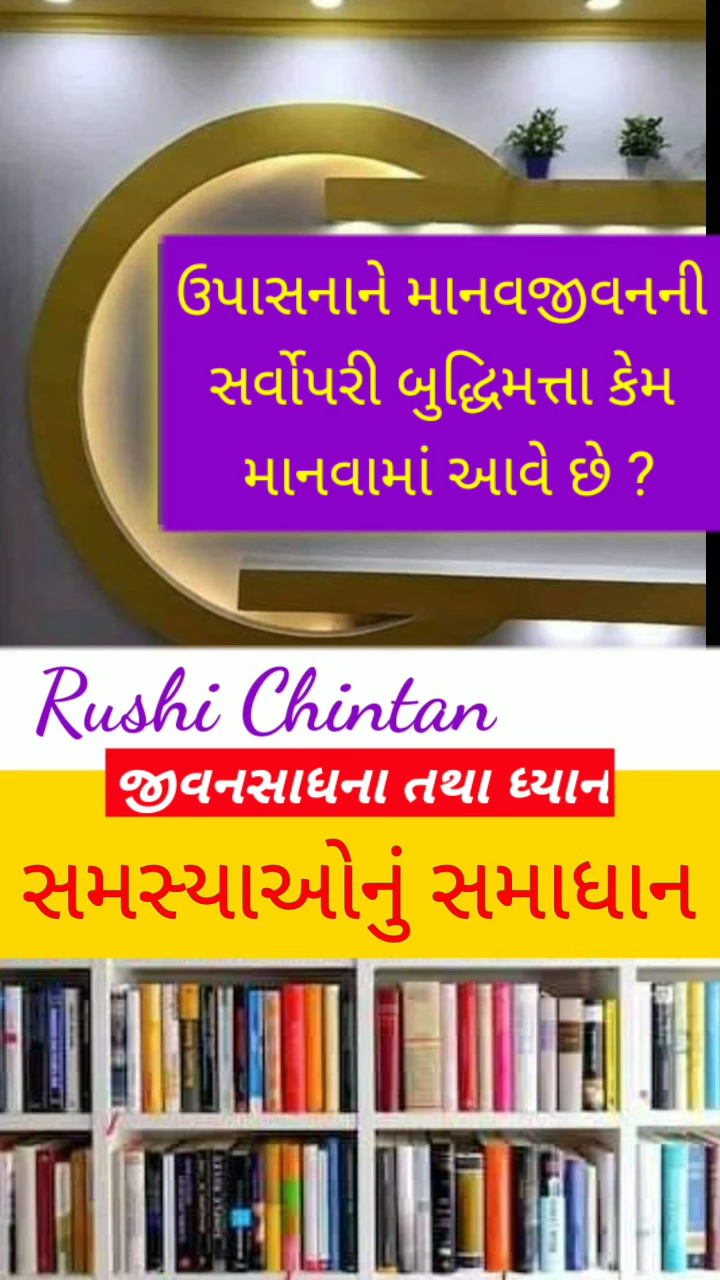 ઉપાસનાને માનવજીવનની
સર્વોપરી બુદ્ધિમત્તા કેમ
માનવામાં આવે છે ?
Rushi Chintan
જીવનસાધના તથા ધ્યાન
સમસ્યાઓનું સમાધાન